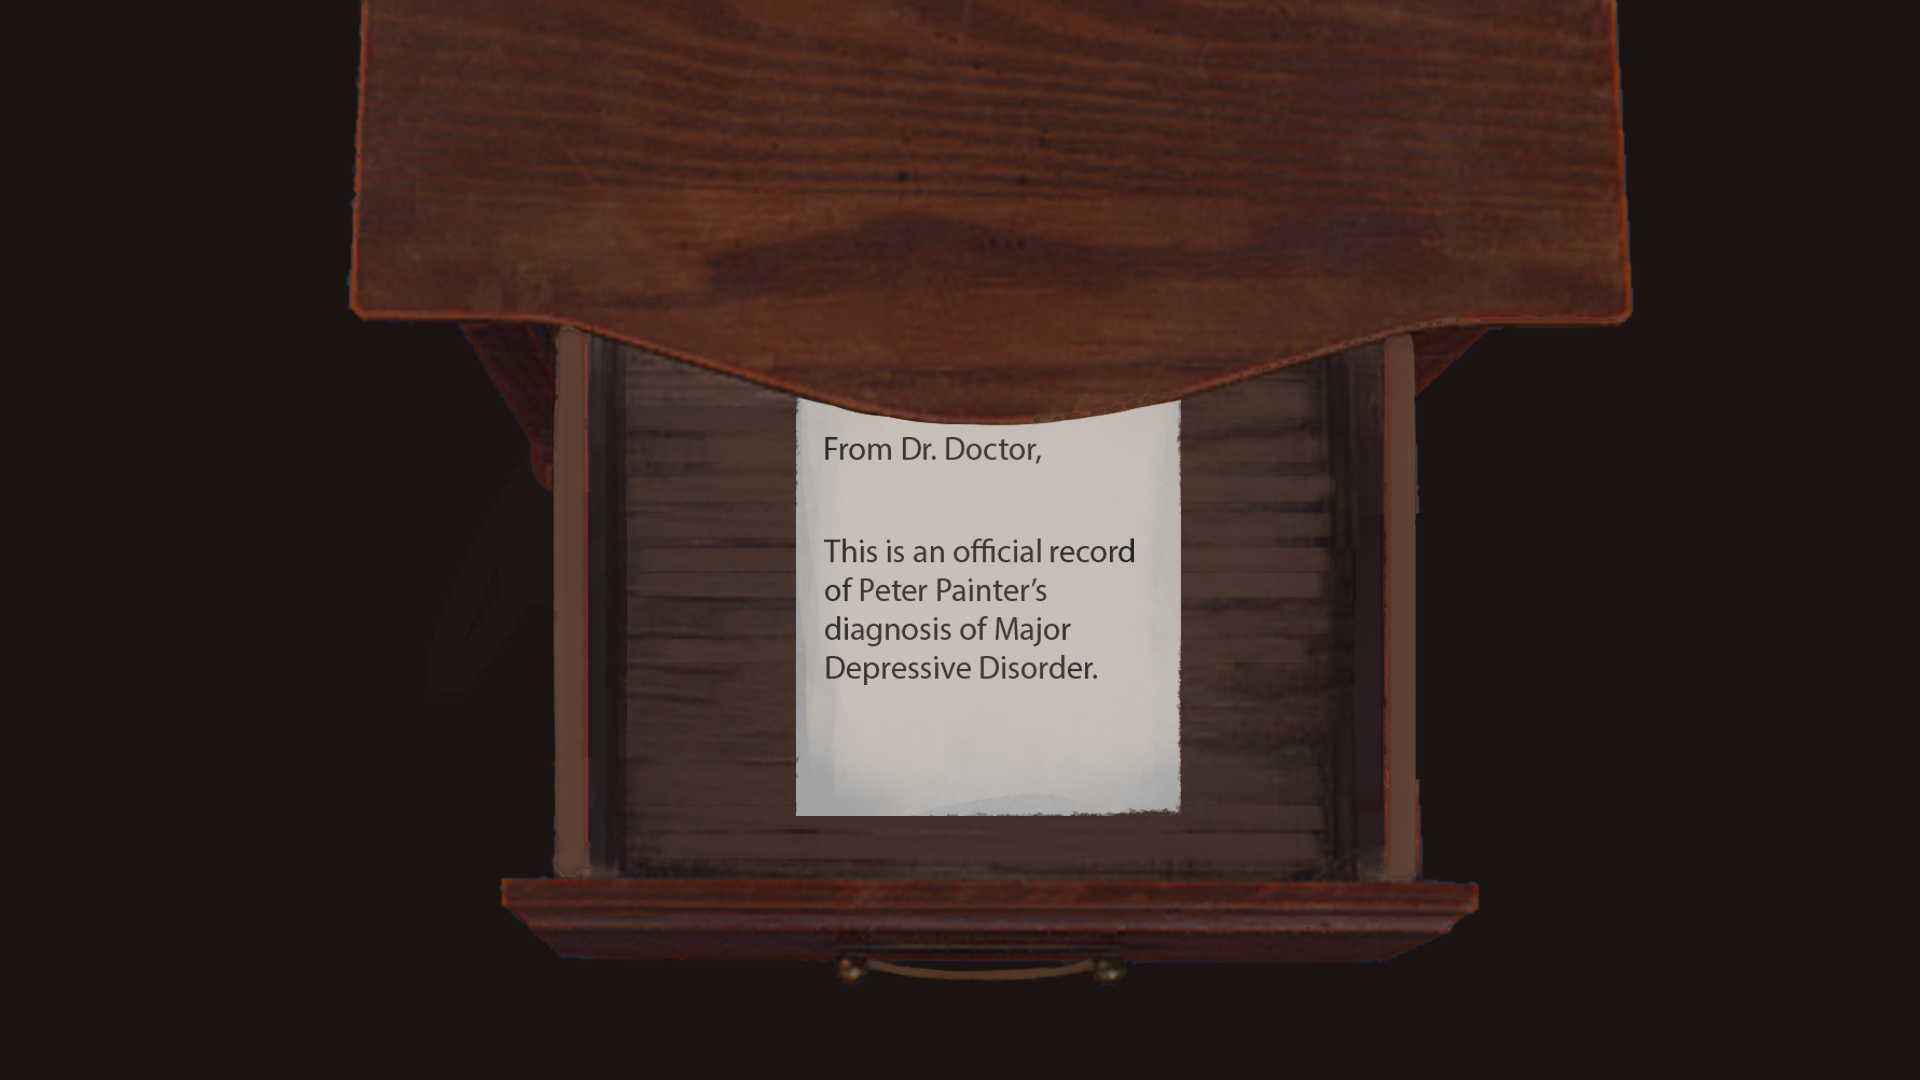 From Dr. Doctor,
This is an official record
of Peter Painter’s
diagnosis of Major
Depressive Disorder.